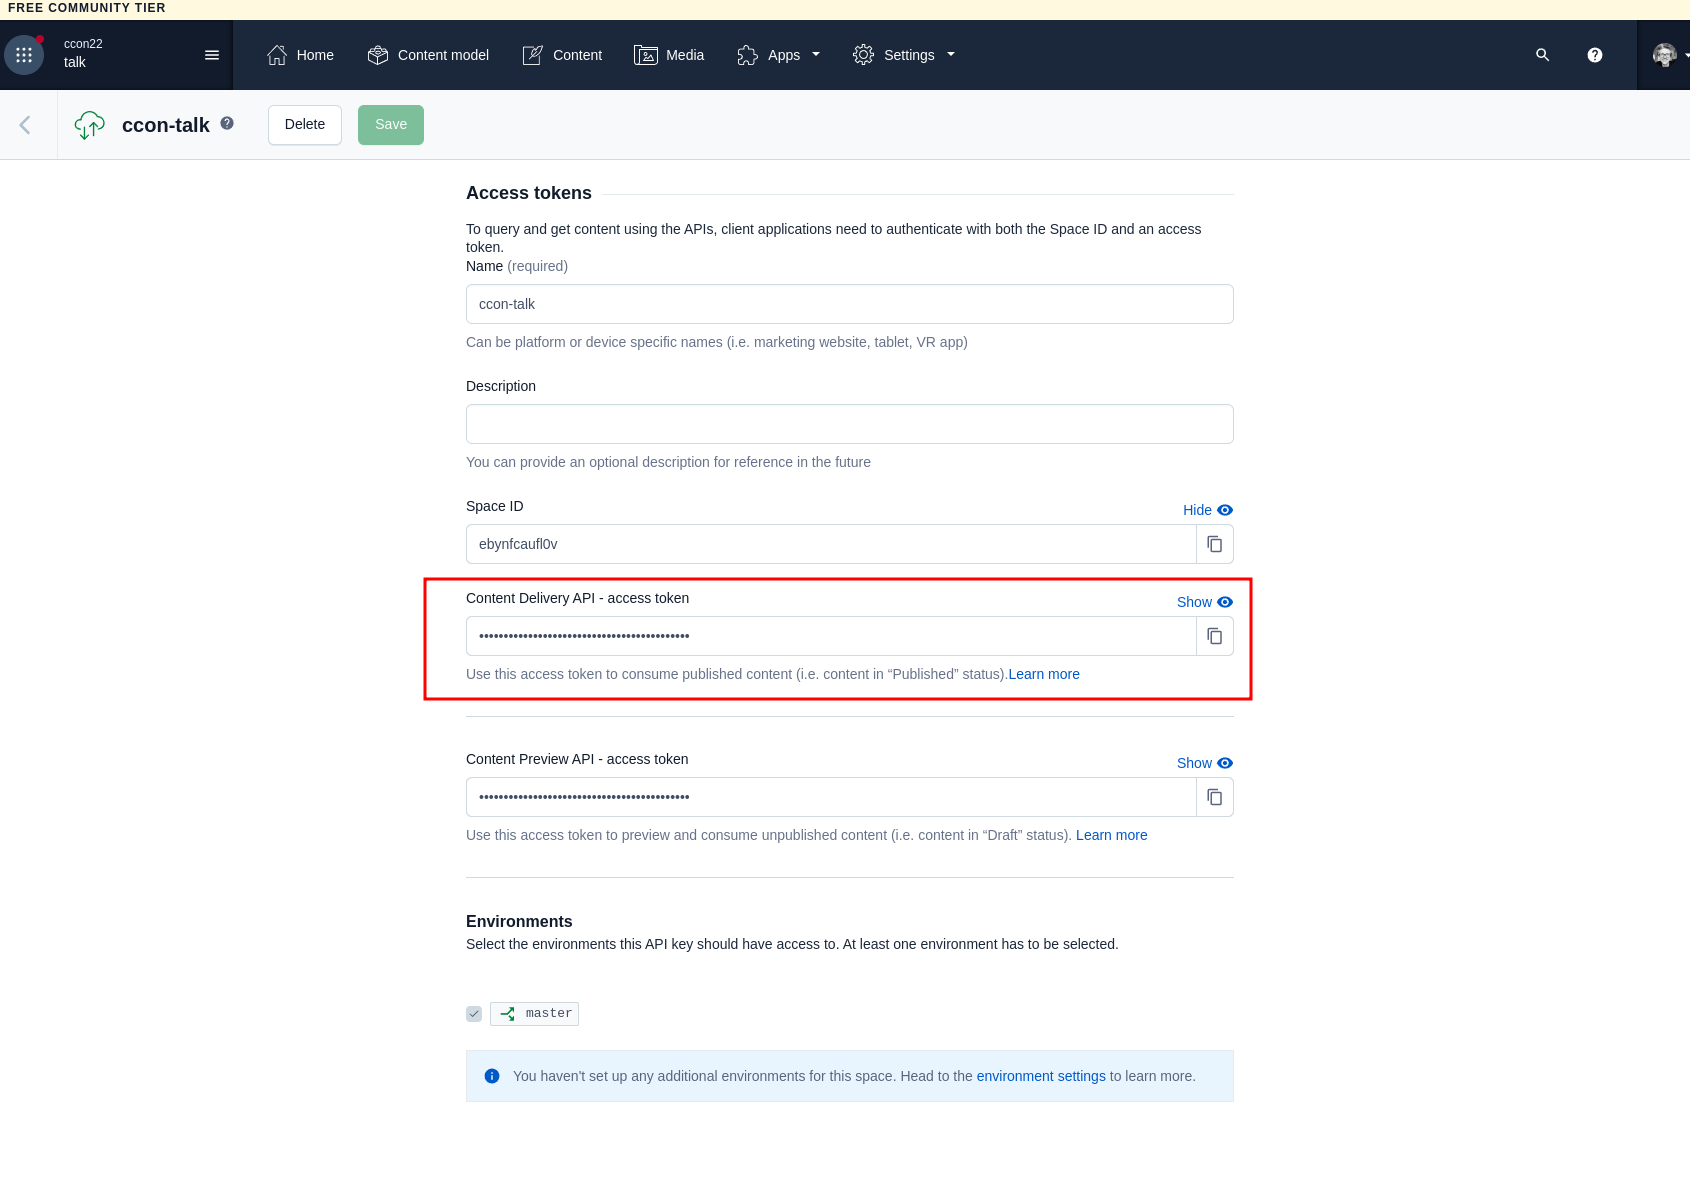 FREE COMMUNITY TIER
ccon22
talk
Home
Content model
Content
Media
Apps
Settings
ccon-talk
Delete
Save
Access tokens
To query and get content using the APIs, client applications need to authenticate with both the Space ID and an access
token.
Name (required)
ccon-talk
Can be platform or device specific names (i.e. marketing website, tablet, VR app)
Description
You can provide an optional description for reference in the future
Space ID
Hide
ebynfcaufl0v
Content Delivery API - access token
Show
•••••••••••••••••••••••••••••••••••••••••••
Use this access token to consume published content (i.e. content in “Published” status).Learn more
Content Preview API - access token
Show
•••••••••••••••••••••••••••••••••••••••••••
Use this access token to preview and consume unpublished content (i.e. content in “Draft” status). Learn more
Environments
Select the environments this API key should have access to. At least one environment has to be selected.
master
You haven't set up any additional environments for this space. Head to the environment settings to learn more.